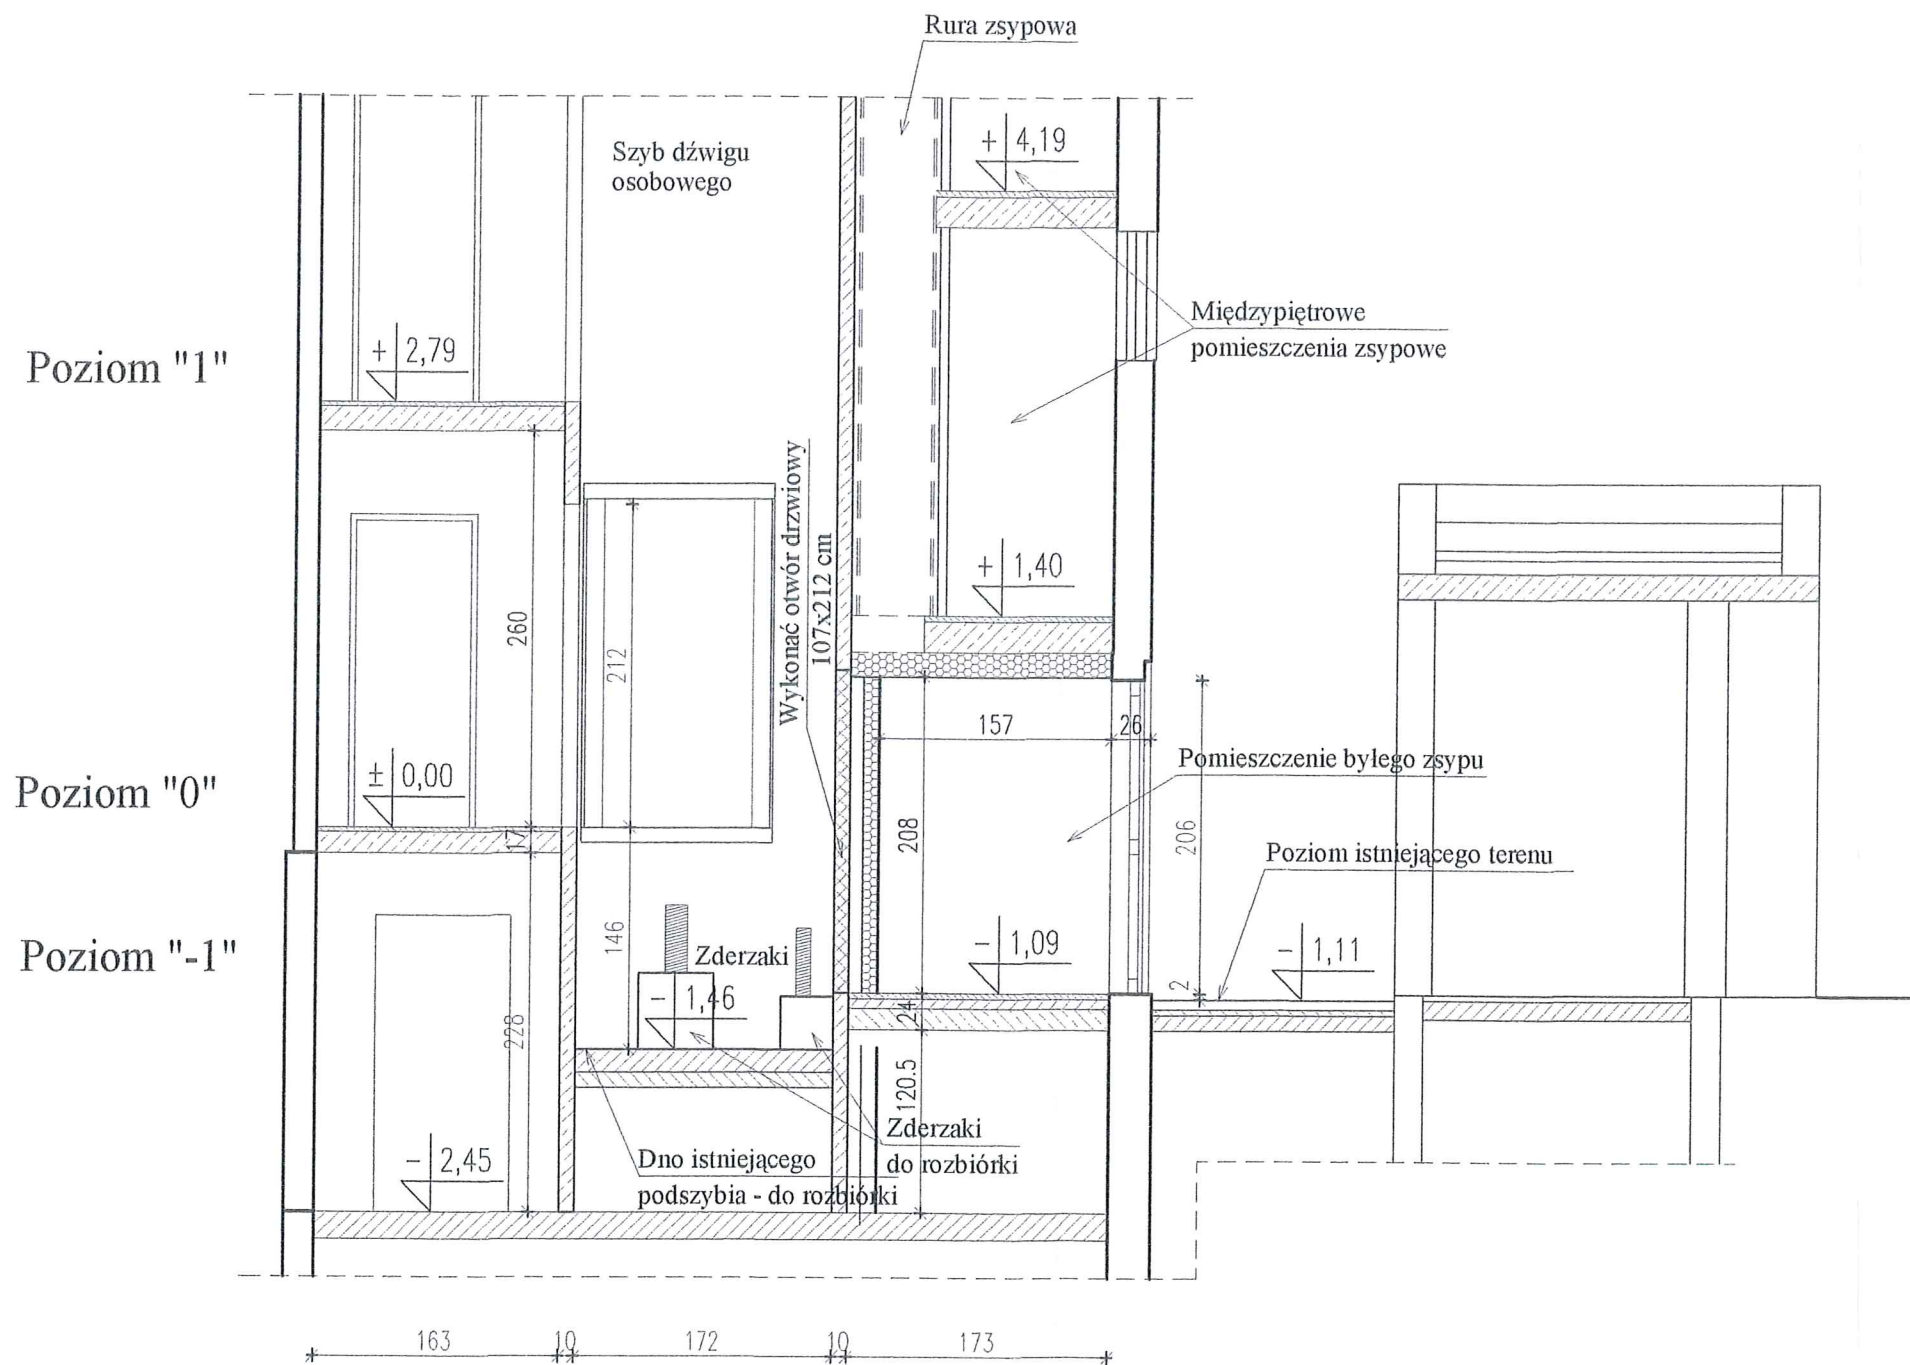 Rura zsypowa
Szyb dźwigu
osobowego
+ 4,19
Międzypiętrowe
pomieszczenia zsypowe
Poziom "1"
+ 2,79
Wykonać otwór drzwiowy
107x212 cm
+ 1,40
260
212
157
26
Poziom "0"
± 0,00
Pomieszczenie byłego zsypu
17
208
206
Poziom istniejącego terenu
Poziom "-1"
146
Zderzaki
- 1,09
- 1,11
2
- 1,46
24
228
120.5
Zderzaki
do rozbiórki
Dno istniejącego
podszybia - do rozbiórki
- 2,45
163
10
172
10
173